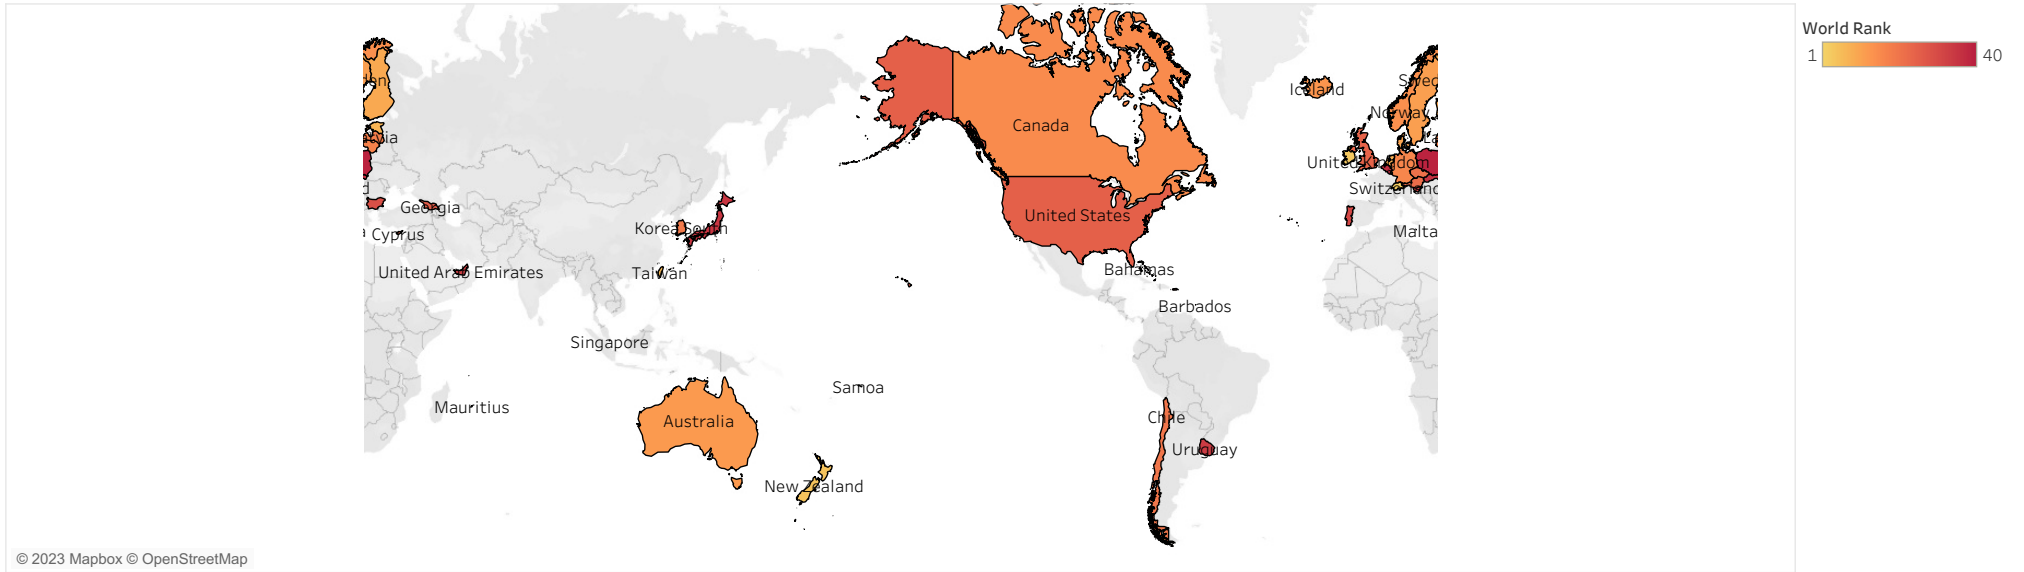 World Rank
1
40
Iceland
Swed
Norway
Canada
United Kingdom
Switzerland
United States
Georgia
Korea South
Cyprus
Malta
United Arab Emirates
Taiwan
Bahamas
Barbados
Singapore
Samoa
Mauritius
Chile
Australia
Uruguay
New Zealand
© 2023 Mapbox © OpenStreetMap